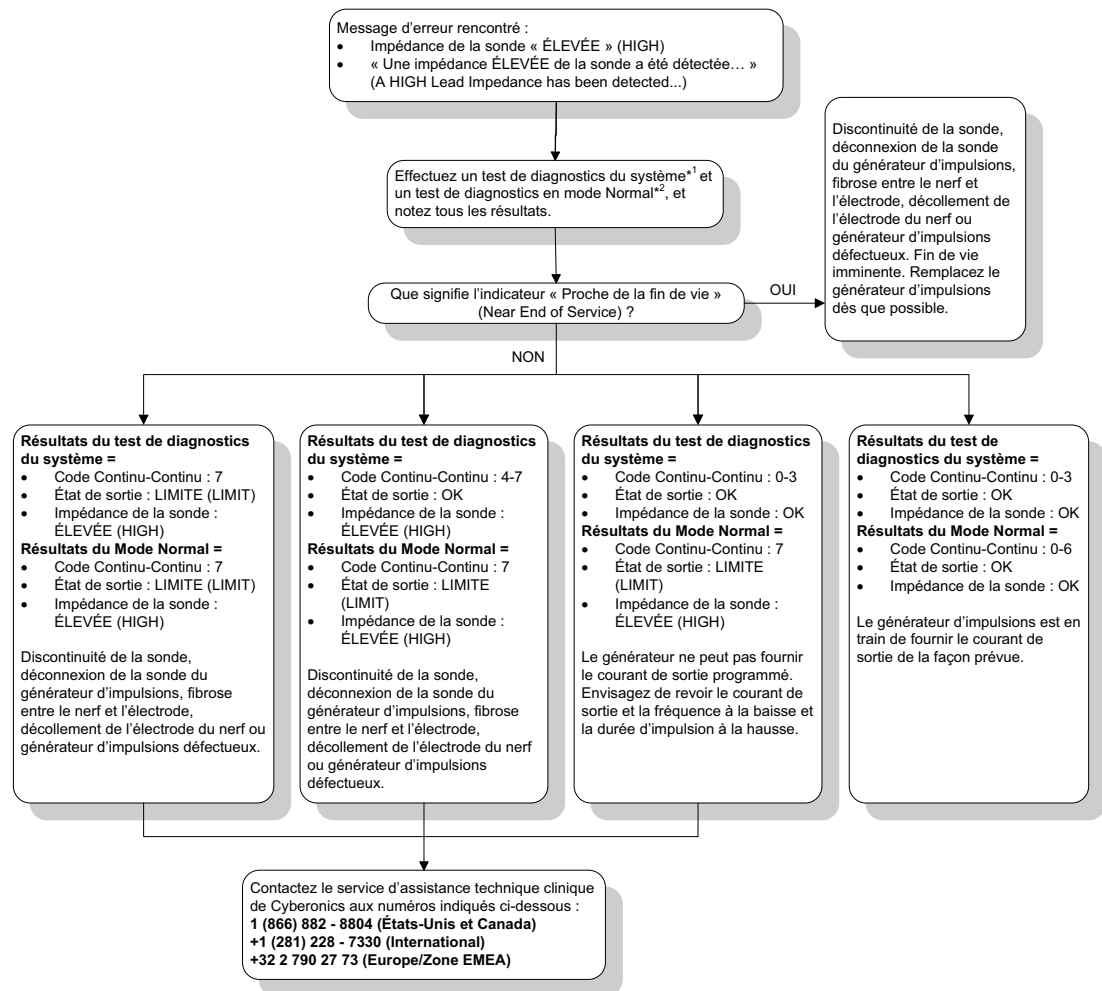 Message d'erreur rencontré :
• Impédance de la sonde « ÉLEVÉE » (HIGH)
• « Une impédance ÉLEVÉE de la sonde a été détectée… »
(A HIGH Lead Impedance has been detected...)
Effectuez un test de diagnostics du système*1 et
un test de diagnostics en mode Normal*2, et
notez tous les résultats.
Que signifie l'indicateur « Proche de la fin de vie »
(Near End of Service) ?
OUI
Discontinuité de la sonde,
déconnexion de la sonde
du générateur d'impulsions,
fibrose entre le nerf et
l'électrode, décollement de
l'électrode du nerf ou
générateur d'impulsions
défectueux. Fin de vie
imminente. Remplacez le
générateur d'impulsions
dès que possible.
NON
Résultats du test de diagnostics
du système =
• Code Continu-Continu : 7
• État de sortie : LIMITE (LIMIT)
• Impédance de la sonde :
ÉLEVÉE (HIGH)
Résultats du Mode Normal =
• Code Continu-Continu : 7
• État de sortie : LIMITE (LIMIT)
• Impédance de la sonde :
ÉLEVÉE (HIGH)
Discontinuité de la sonde,
déconnexion de la sonde du
générateur d'impulsions, fibrose
entre le nerf et l'électrode,
décollement de l'électrode du nerf ou
générateur d'impulsions défectueux.
Résultats du test de diagnostics
du système =
• Code Continu-Continu : 4-7
• État de sortie : OK
• Impédance de la sonde :
ÉLEVÉE (HIGH)
Résultats du Mode Normal =
• Code Continu-Continu : 7
• État de sortie : LIMITE
(LIMIT)
• Impédance de la sonde :
ÉLEVÉE (HIGH)
Discontinuité de la sonde,
déconnexion de la sonde du
générateur d'impulsions, fibrose
entre le nerf et l'électrode,
décollement de l'électrode du nerf
ou générateur d'impulsions
défectueux.
Résultats du test de diagnostics
du système =
• Code Continu-Continu : 0-3
• État de sortie : OK
• Impédance de la sonde : OK
Résultats du Mode Normal =
• Code Continu-Continu : 7
• État de sortie : LIMITE
(LIMIT)
• Impédance de la sonde :
ÉLEVÉE (HIGH)
Le générateur ne peut pas fournir
le courant de sortie programmé.
Envisagez de revoir le courant de
sortie et la fréquence à la baisse et
la durée d'impulsion à la hausse.
Résultats du test de
diagnostics du système =
• Code Continu-Continu : 0-3
• État de sortie : OK
• Impédance de la sonde : OK
Résultats du Mode Normal =
• Code Continu-Continu : 0-6
• État de sortie : OK
• Impédance de la sonde : OK
Le générateur d'impulsions est en
train de fournir le courant de
sortie de la façon prévue.
Contactez le service d'assistance technique clinique
de Cyberonics aux numéros indiqués ci-dessous :
1 (866) 882 - 8804 (États-Unis et Canada)
+1 (281) 228 - 7330 (International)
+32 2 790 27 73 (Europe/Zone EMEA)